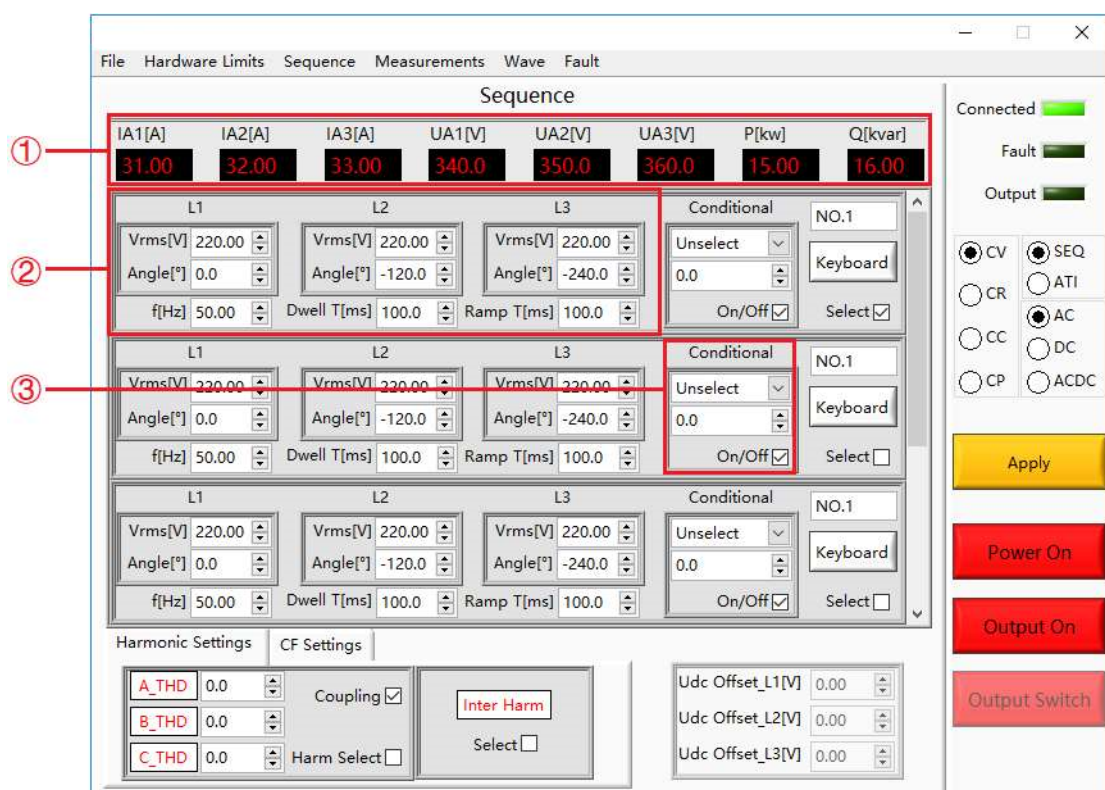 File Hardware Limits Sequence Measurements Wave Fault
Sequence
① IA1[A] IA2[A] IA3[A] UA1[V] UA2[V] UA3[V] P[kw] Q[kvar]
31.00 32.00 33.00 340.0 350.0 360.0 15.00 16.00
② L1 L2 L3 Conditional NO.1
Vrms[V] 220.00 Vrms[V] 220.00 Vrms[V] 220.00 Unselect
Angle[°] 0.0 Angle[°] -120.0 Angle[°] -240.0 0.0 Keyboard
f[Hz] 50.00 Dwell T[ms] 100.0 Ramp T[ms] 100.0 On/Off Select
③ L1 L2 L3 Conditional NO.1
Vrms[V] 220.00 Vrms[V] 220.00 Vrms[V] 220.00 Unselect
Angle[°] 0.0 Angle[°] -120.0 Angle[°] -240.0 0.0 Keyboard
f[Hz] 50.00 Dwell T[ms] 100.0 Ramp T[ms] 100.0 On/Off Select
L1 L2 L3 Conditional NO.1
Vrms[V] 220.00 Vrms[V] 220.00 Vrms[V] 220.00 Unselect
Angle[°] 0.0 Angle[°] -120.0 Angle[°] -240.0 0.0 Keyboard
f[Hz] 50.00 Dwell T[ms] 100.0 Ramp T[ms] 100.0 On/Off Select
Harmonic Settings CF Settings
A_THD 0.0 Coupling
B_THD 0.0
C_THD 0.0 Harm Select
Inter Harm
Select
Udc Offset_L1[V] 0.00
Udc Offset_L2[V] 0.00
Udc Offset_L3[V] 0.00
Connected
Fault
Output
CV SEQ
CR ATI
CC AC
DC
CP ACDC
Apply
Power On
Output On
Output Switch